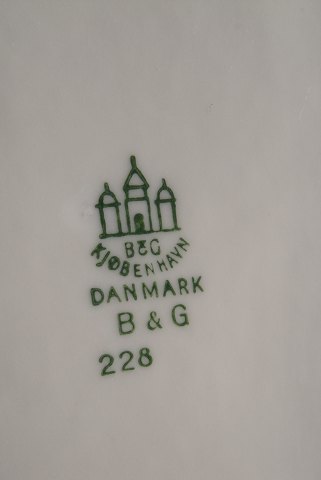 B&G
KJØBENHAVN
DANMARK
B & G
228